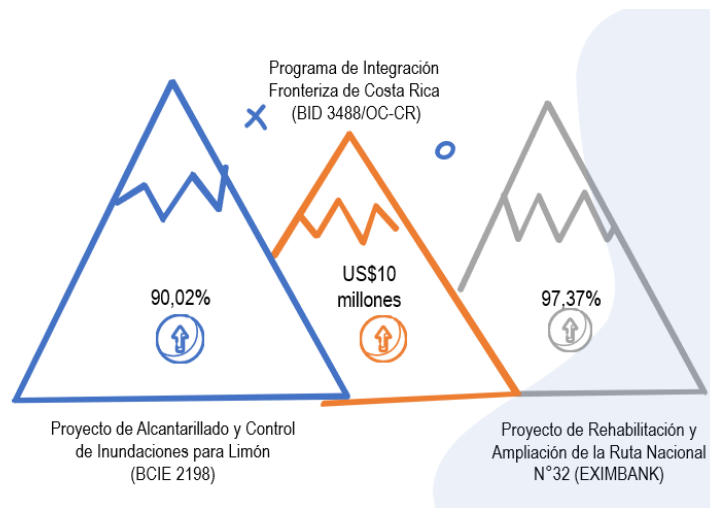 Programa de Integración
Fronteriza de Costa Rica
(BID 3488/OC-CR)
90,02%
US$10
millones
97,37%
Proyecto de Alcantarillado y Control
de Inundaciones para Limón
(BCIE 2198)
Proyecto de Rehabilitación y
Ampliación de la Ruta Nacional
N°32 (EXIMBANK)